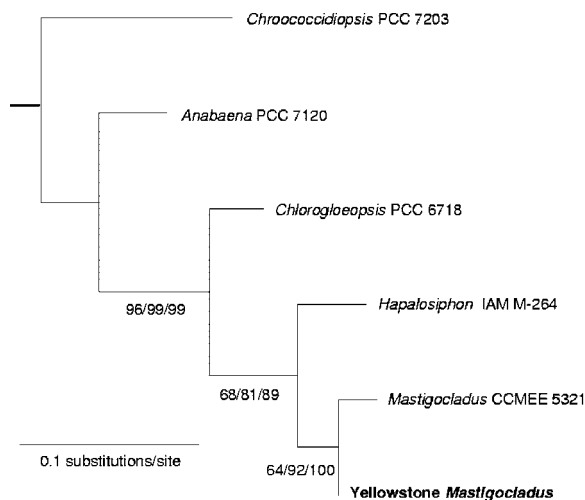 Chroococcidiopsis PCC 7203
Anabaena PCC 7120
Chlorogloeopsis PCC 6718
96/99/99
Hapalosiphon IAM M-264
68/81/89
Mastigocladus CCMEE 5321
0.1 substitutions/site
64/92/100
Yellowstone Mastigocladus